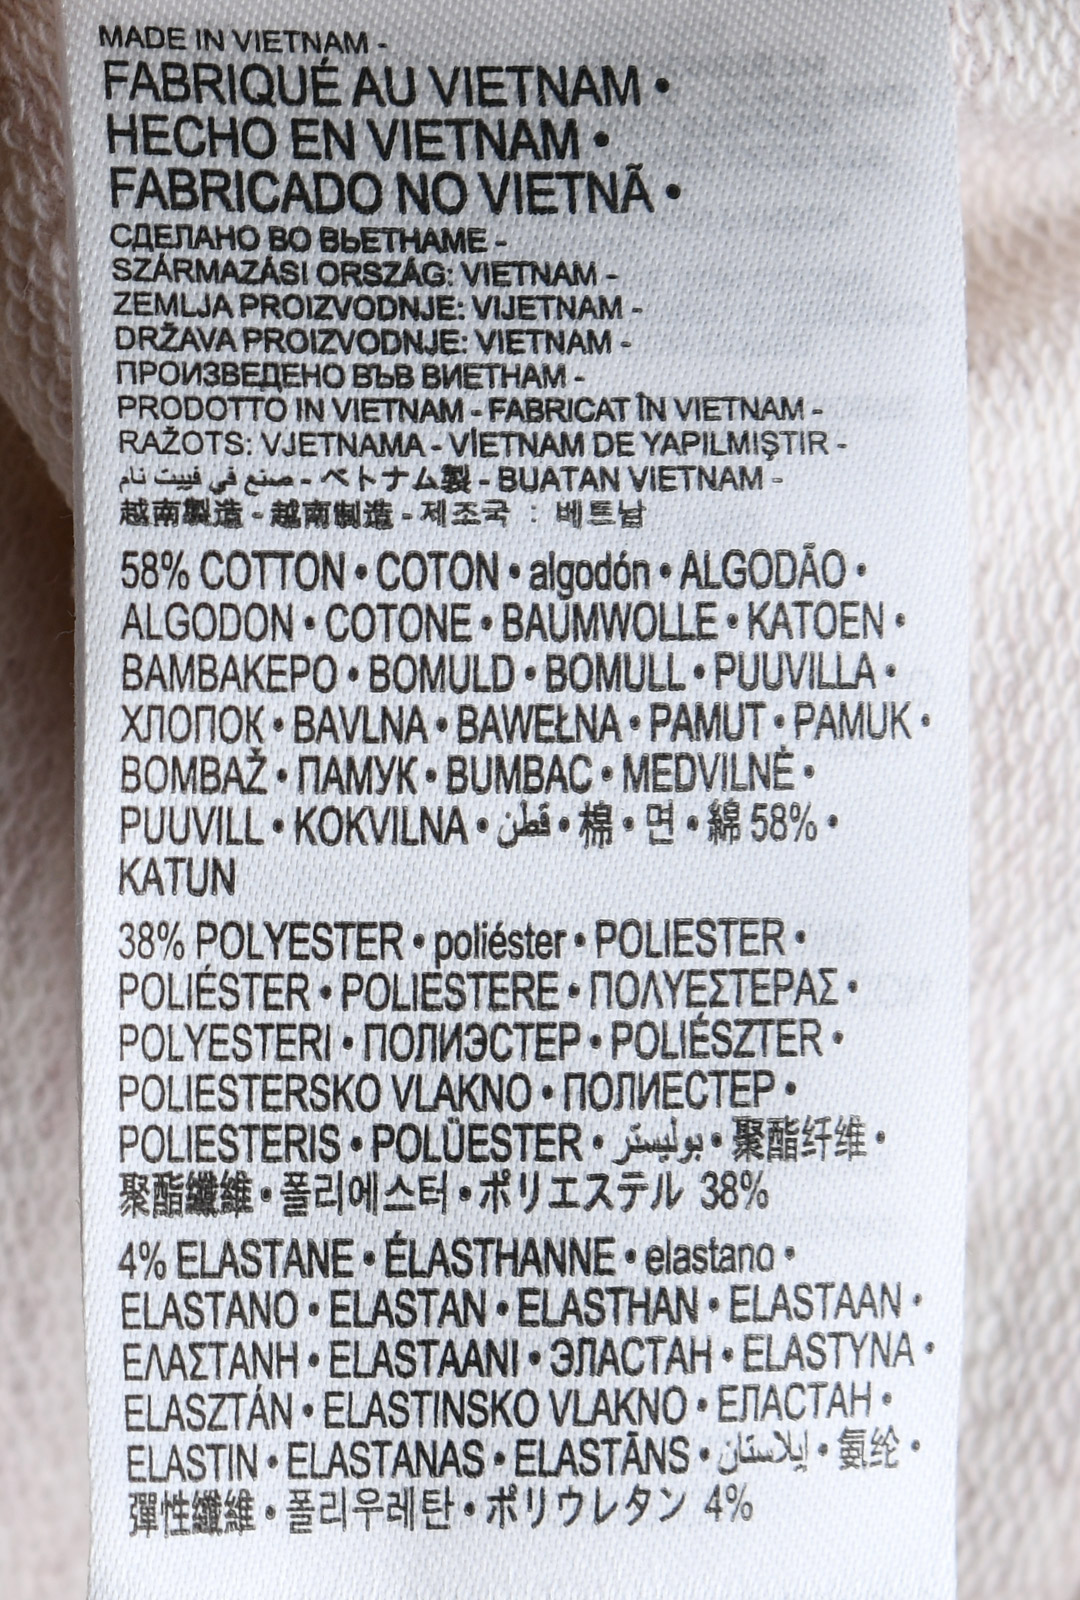 MADE IN VIETNAM -
FABRIQUÉ AU VIETNAM •
HECHO EN VIETNAM •
FABRICADO NO VIETNÃ •
СДЕЛАНО ВО ВЬЕТНАМЕ -
SZÁRMAZÁSI ORSZÁG: VIETNAM -
ZEMLJA PROIZVODNJE: VIJETNAM -
DRŽAVA PROIZVODNJE: VIETNAM -
ПРОИЗВЕДЕНО ВЪВ ВИЕТНАМ -
PRODOTTO IN VIETNAM - FABRICAT ÎN VIETNAM -
RAŽOTS: VJETNAMA - VİETNAM DE YAPILMIŞTIR -
صنع في فييت نام - ベトナム製 - BUATAN VIETNAM -
越南製造 - 越南制造 - 제조국 : 베트남
58% COTTON • COTON • algodón • ALGODÃO •
ALGODON • COTONE • BAUMWOLLE • KATOEN •
ΒΑΜΒΑΚΕΡΟ • BOMULD • BOMULL • PUUVILLA •
ХЛОПОК • BAVLNA • BAWEŁNA • PAMUT • PAMUK •
BOMBAŽ • ПАМУК • BUMBAC • MEDVILNĖ •
PUUVILL • KOKVILNA • قطن • 棉 • 면 • 綿 58% •
KATUN
38% POLYESTER • poliéster • POLIESTER •
POLIÉSTER • POLIESTERE • ΠΟΛΥΕΣΤΕΡΑΣ •
POLYESTERI • ПОЛИЭСТЕР • POLIÉSZTER •
POLIESTERSKO VLAKNO • ПОЛИЕСТЕР •
POLIESTERIS • POLÜESTER • بوليستر • 聚酯纤维 •
聚酯纖維 • 폴리에스터 • ポリエステル 38%
4% ELASTANE • ÉLASTHANNE • elastano •
ELASTANO • ELASTAN • ELASTHAN • ELASTAAN •
ΕΛΑΣΤΑΝΗ • ELASTAANI • ЭЛАСТАН • ELASTYNA •
ELASZTÁN • ELASTINSKO VLAKNO • ЕЛАСТАН •
ELASTIN • ELASTANAS • ELASTĀNS • إيلاستان • 氨纶 •
彈性纖維 • 폴리우레탄 • ポリウレタン 4%